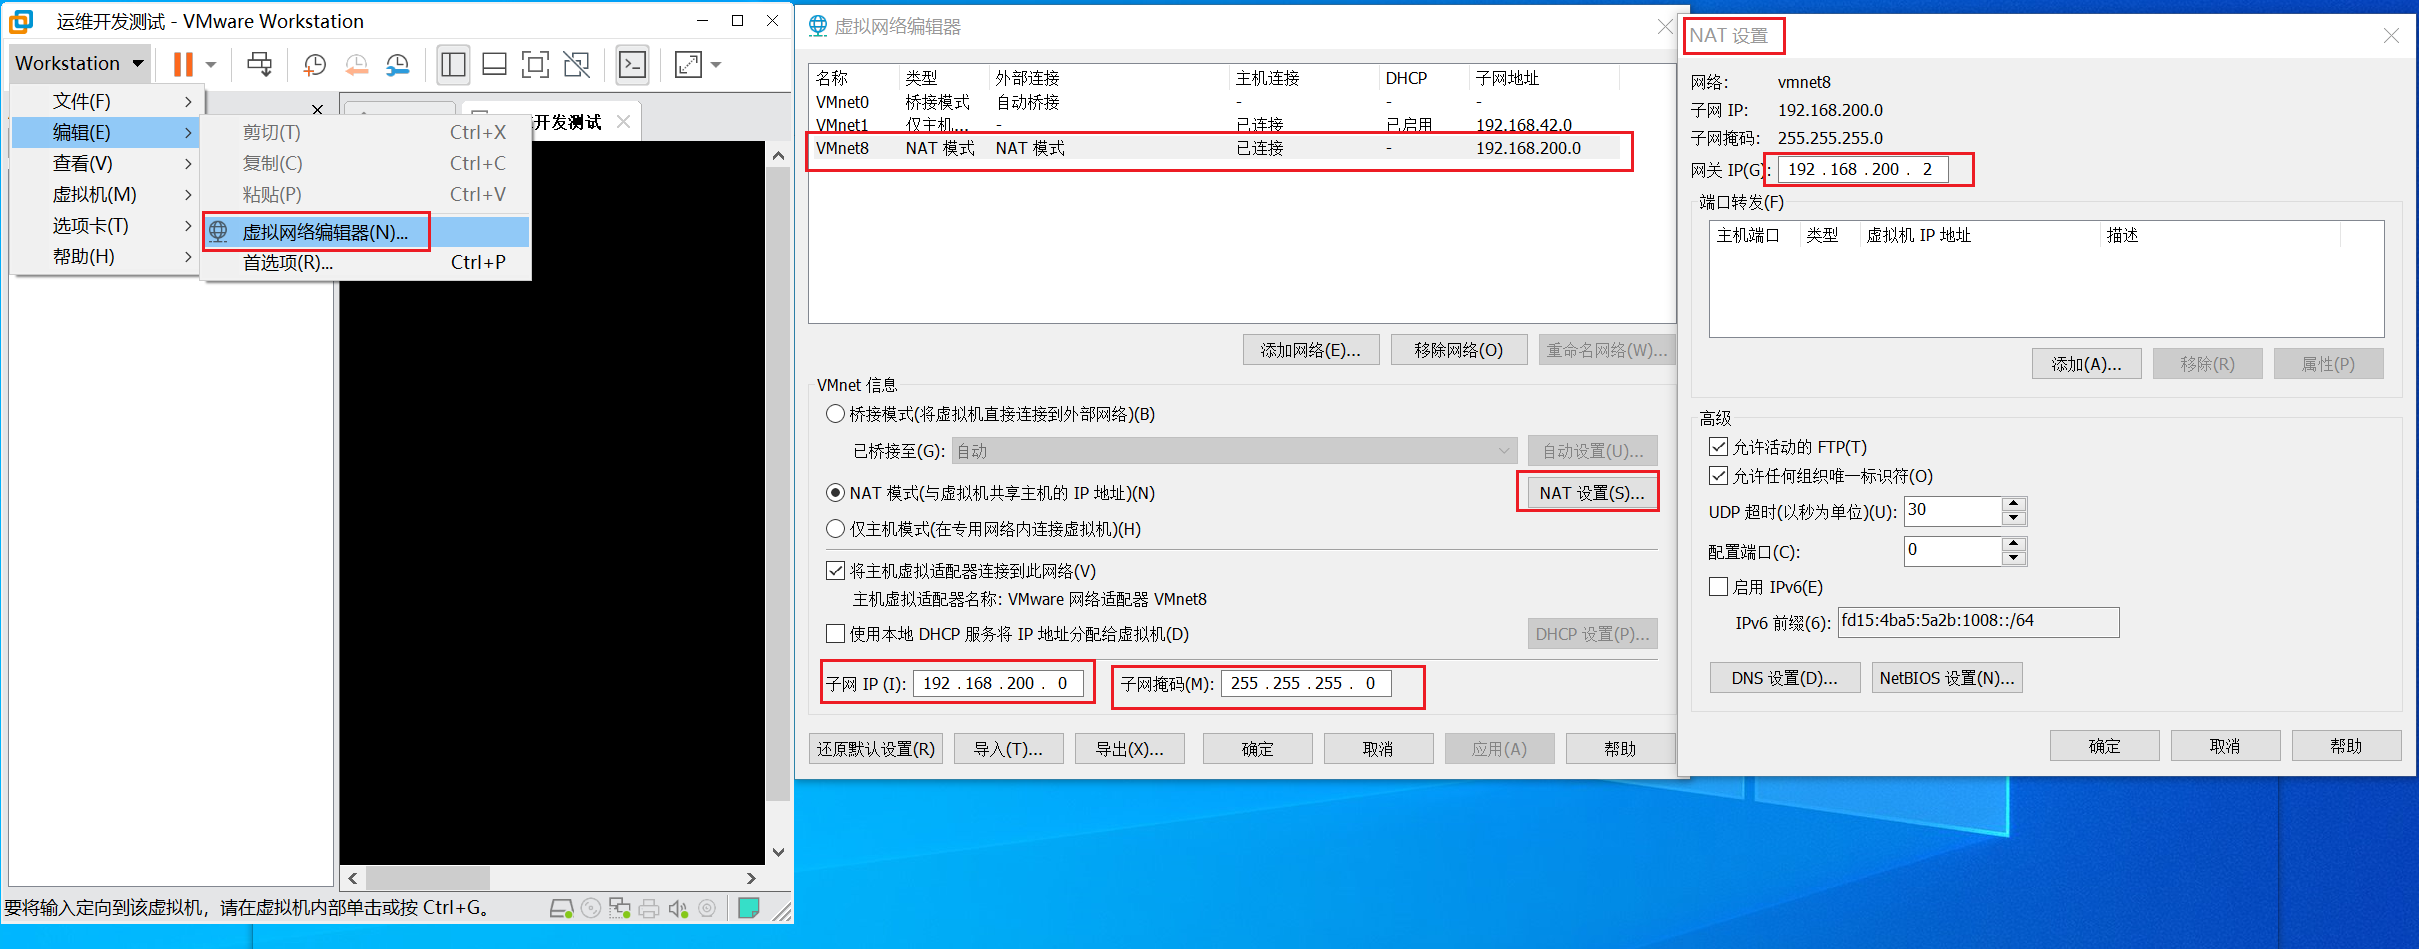 运维开发测试 - VMware Workstation
Workstation
文件(F)
编辑(E)
查看(V)
虚拟机(M)
选项卡(T)
帮助(H)
开发测试
剪切(T) Ctrl+X
复制(C) Ctrl+C
粘贴(P) Ctrl+V
虚拟网络编辑器(N)...
首选项(R)... Ctrl+P
要将输入定向到该虚拟机，请在虚拟机内部单击或按 Ctrl+G。
虚拟网络编辑器
名称 类型 外部连接 主机连接 DHCP 子网地址
VMnet0 桥接模式 自动桥接 - - -
VMnet1 仅主机... - 已连接 已启用 192.168.42.0
VMnet8 NAT 模式 NAT 模式 已连接 - 192.168.200.0
添加网络(E)... 移除网络(O) 重命名网络(W)...
VMnet 信息
桥接模式(将虚拟机直接连接到外部网络)(B)
已桥接至(G): 自动 自动设置(U)...
NAT 模式(与虚拟机共享主机的 IP 地址)(N) NAT 设置(S)...
仅主机模式(在专用网络内连接虚拟机)(H)
将主机虚拟适配器连接到此网络(V)
主机虚拟适配器名称: VMware 网络适配器 VMnet8
使用本地 DHCP 服务将 IP 地址分配给虚拟机(D) DHCP 设置(P)...
子网 IP (I): 192 . 168 . 200 . 0 子网掩码(M): 255 . 255 . 255 . 0
还原默认设置(R) 导入(T)... 导出(X)... 确定 取消 应用(A) 帮助
NAT 设置
网络: vmnet8
子网 IP: 192.168.200.0
子网掩码: 255.255.255.0
网关 IP(G): 192 . 168 . 200 . 2
端口转发(F)
主机端口 类型 虚拟机 IP 地址 描述
添加(A)... 移除(R) 属性(P)
高级
允许活动的 FTP(T)
允许任何组织唯一标识符(O)
UDP 超时(以秒为单位)(U): 30
配置端口(C): 0
启用 IPv6(E)
IPv6 前缀(6): fd15:4ba5:5a2b:1008::/64
DNS 设置(D)... NetBIOS 设置(N)...
确定 取消 帮助